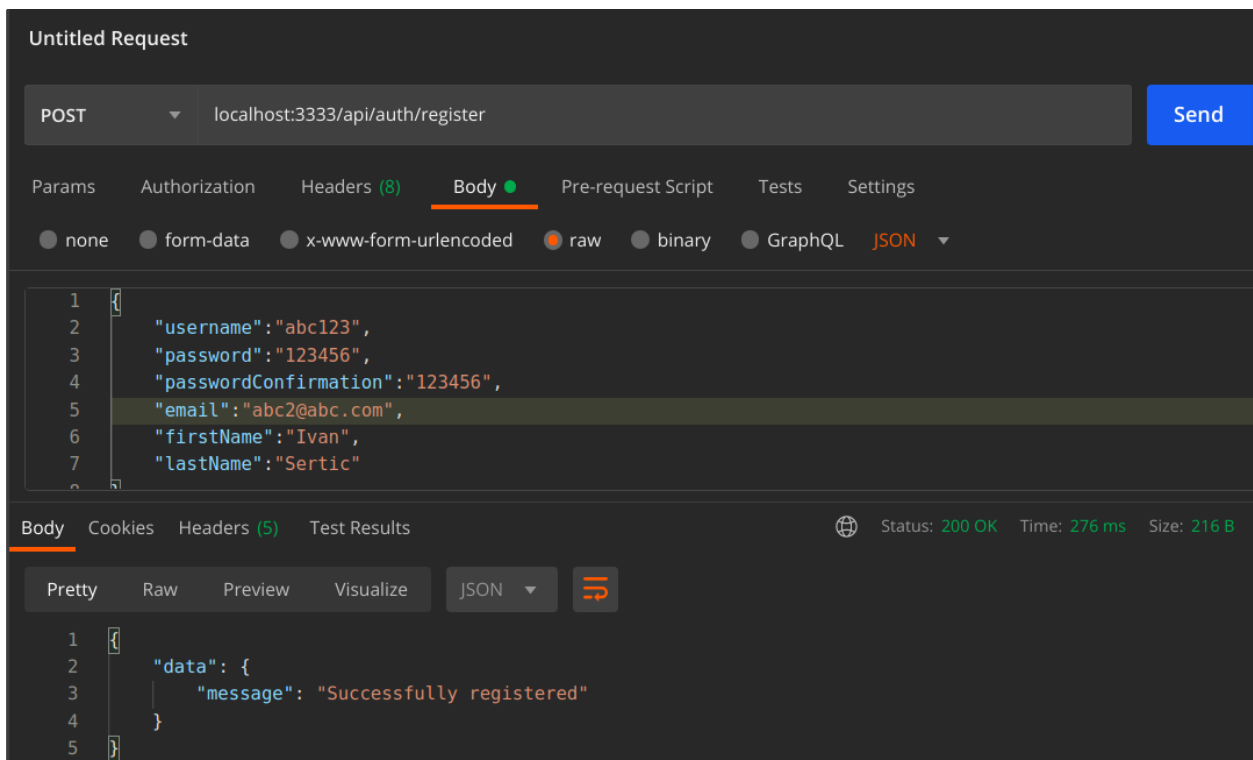 Untitled Request
POST localhost:3333/api/auth/register Send
Params Authorization Headers (8) Body Pre-request Script Tests Settings
none form-data x-www-form-urlencoded raw binary GraphQL JSON
1 {
2 "username":"abc123",
3 "password":"123456",
4 "passwordConfirmation":"123456",
5 "email":"abc2@abc.com",
6 "firstName":"Ivan",
7 "lastName":"Sertic"
8 }
Body Cookies Headers (5) Test Results Status: 200 OK Time: 276 ms Size: 216 B
Pretty Raw Preview Visualize JSON
1 {
2 "data": {
3 "message": "Successfully registered"
4 }
5 }